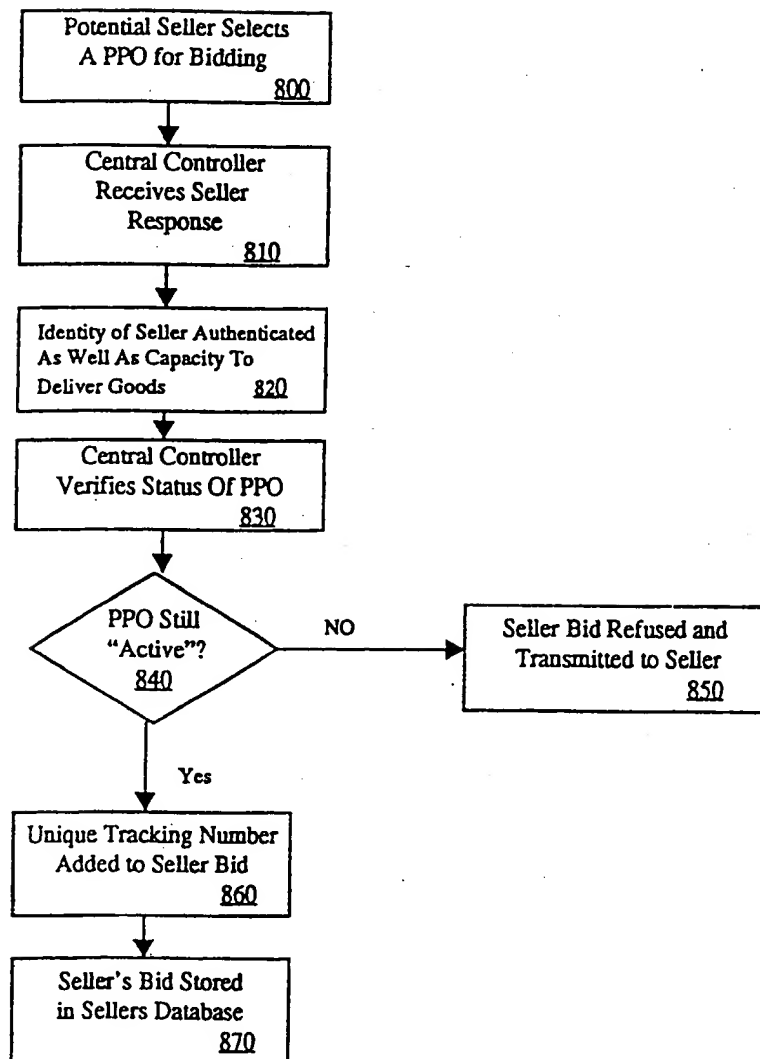 Potential Seller Selects
A PPO for Bidding
800
Central Controller
Receives Seller
Response
810
Identity of Seller Authenticated
As Well As Capacity To
Deliver Goods 820
Central Controller
Verifies Status Of PPO
830
PPO Still
"Active"?
840
NO
Seller Bid Refused and
Transmitted to Seller
850
Yes
Unique Tracking Number
Added to Seller Bid
860
Seller's Bid Stored
in Sellers Database
870